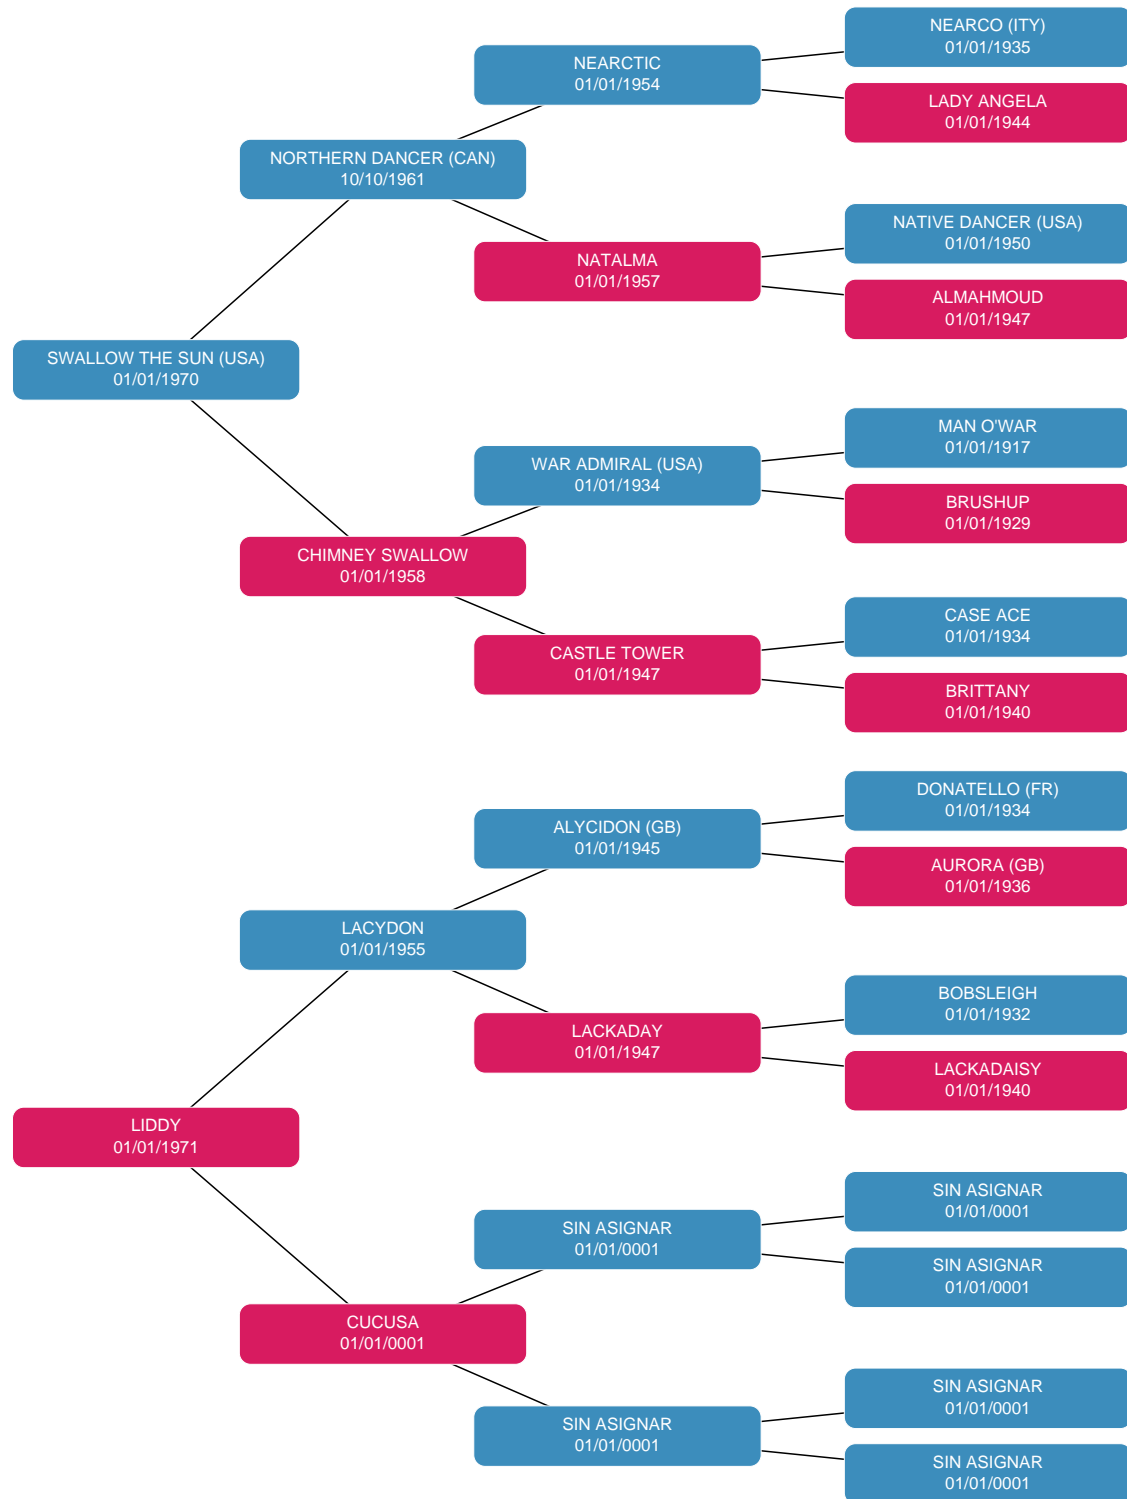 NEARCO (ITY)
01/01/1935
NEARCTIC
01/01/1954
LADY ANGELA
01/01/1944
NORTHERN DANCER (CAN)
10/10/1961
NATIVE DANCER (USA)
01/01/1950
NATALMA
01/01/1957
ALMAHMOUD
01/01/1947
SWALLOW THE SUN (USA)
01/01/1970
MAN O'WAR
01/01/1917
WAR ADMIRAL (USA)
01/01/1934
BRUSHUP
01/01/1929
CHIMNEY SWALLOW
01/01/1958
CASE ACE
01/01/1934
CASTLE TOWER
01/01/1947
BRITTANY
01/01/1940
DONATELLO (FR)
01/01/1934
ALYCIDON (GB)
01/01/1945
AURORA (GB)
01/01/1936
LACYDON
01/01/1955
BOBSLEIGH
01/01/1932
LACKADAY
01/01/1947
LACKADAISY
01/01/1940
LIDDY
01/01/1971
SIN ASIGNAR
01/01/0001
SIN ASIGNAR
01/01/0001
SIN ASIGNAR
01/01/0001
CUCUSA
01/01/0001
SIN ASIGNAR
01/01/0001
SIN ASIGNAR
01/01/0001
SIN ASIGNAR
01/01/0001